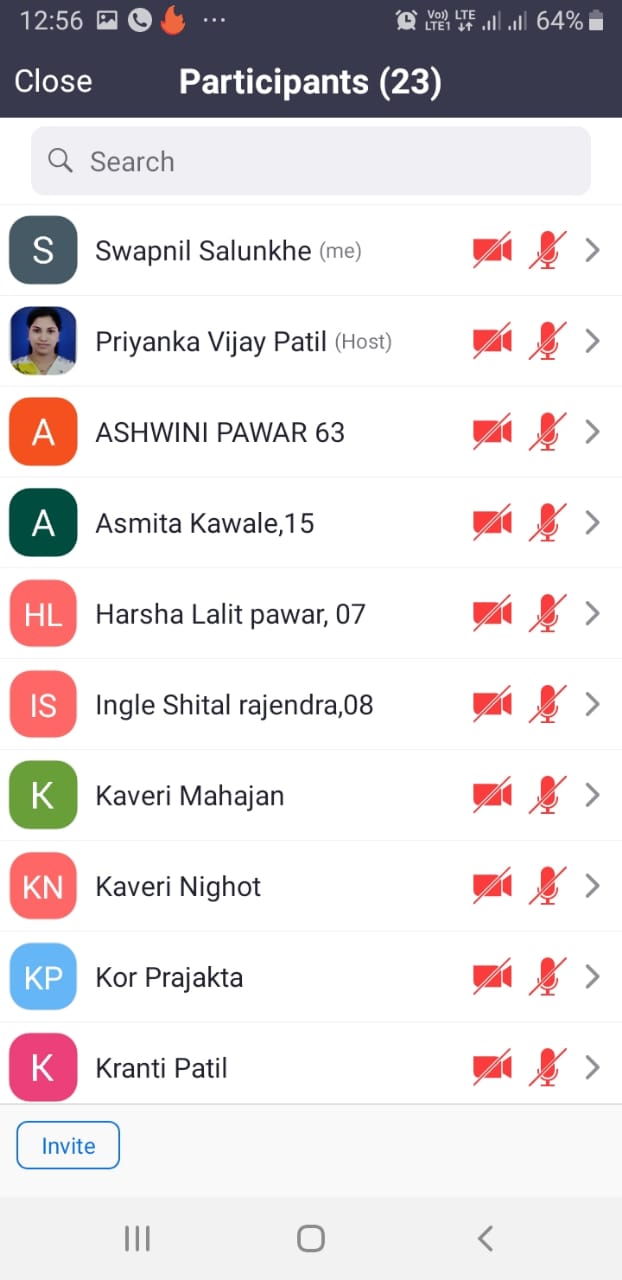 12:56 ... Vo)) LTE LTE1 64%
Close Participants (23)
Search
S Swapnil Salunkhe (me)
Priyanka Vijay Patil (Host)
A ASHWINI PAWAR 63
A Asmita Kawale,15
HL Harsha Lalit pawar, 07
IS Ingle Shital rajendra,08
K Kaveri Mahajan
KN Kaveri Nighot
KP Kor Prajakta
K Kranti Patil
Invite